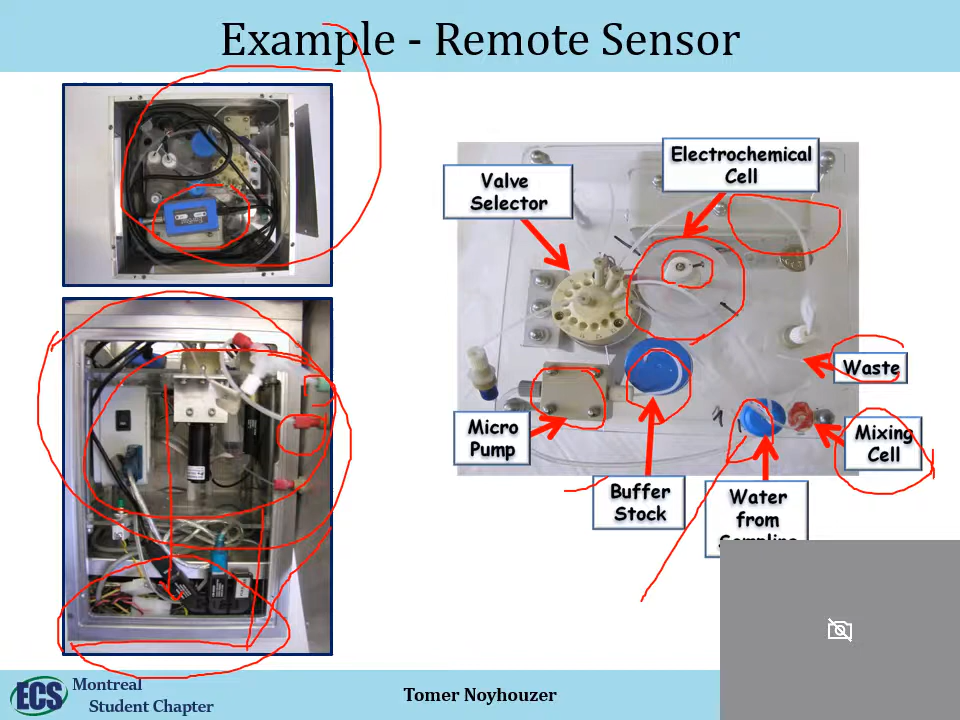 Example - Remote Sensor
Electrochemical
Cell
Valve
Selector
Waste
Micro
Pump
Mixing
Cell
Buffer
Stock
Water
from
ECS Montreal
Student Chapter
Tomer Noyhouzer